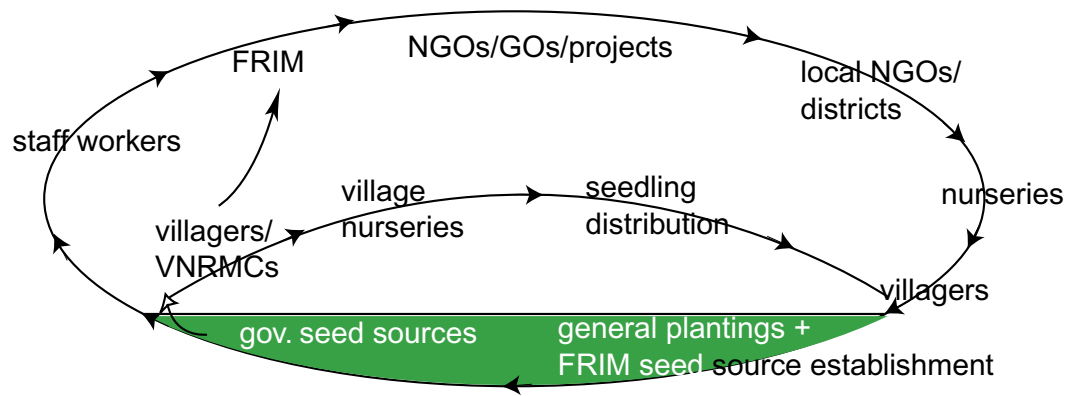 FRIM
NGOs/GOs/projects
local NGOs/
districts
staff workers
nurseries
village
nurseries
seedling
distribution
villagers/
VNRMCs
villagers
gov. seed sources
general plantings +
FRIM seed source establishment